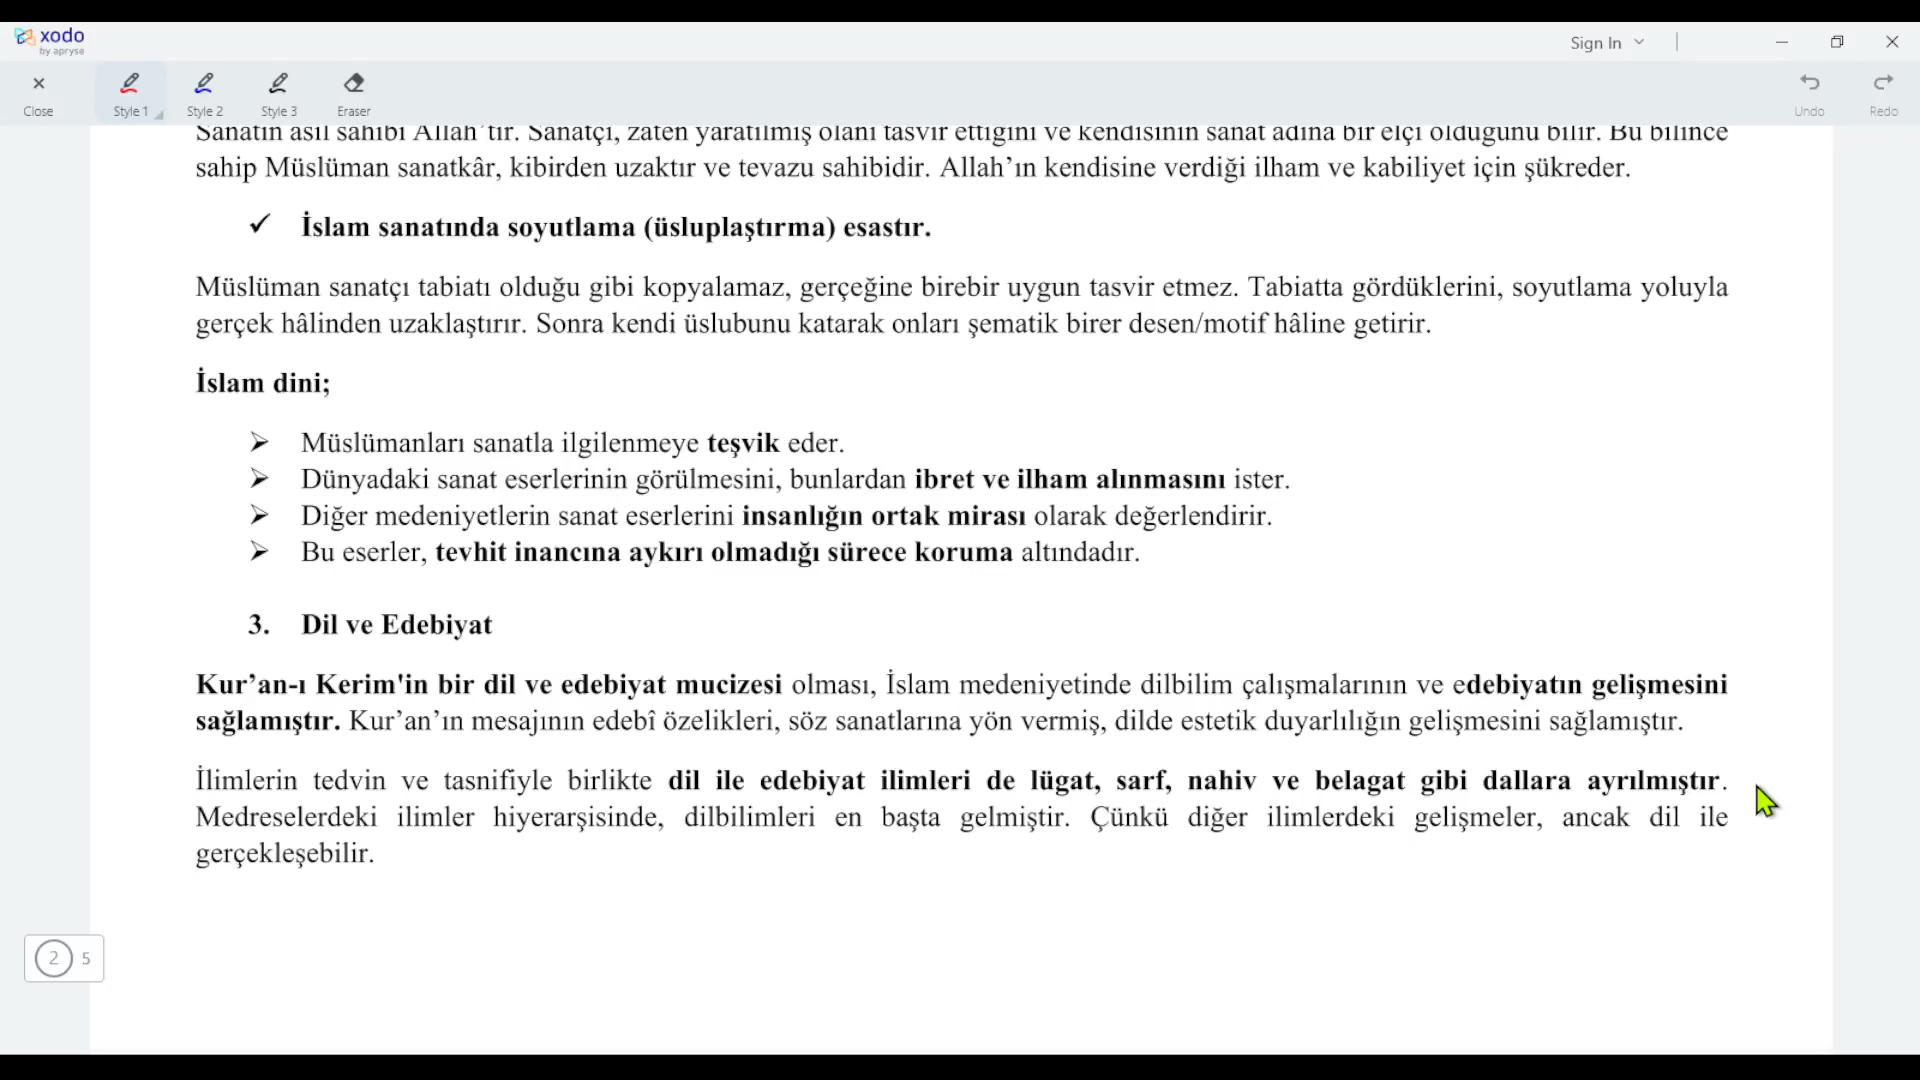 xodo
by apryse
Sign In
Close
Style 1
Style 2
Style 3
Eraser
Undo
Redo
Sanatın asıl sahibi Allah’tır. Sanatçı, zaten yaratılmış olanı tasvir ettiğini ve kendisinin sanat adına bir elçi olduğunu bilir. Bu bilince
sahip Müslüman sanatkâr, kibirden uzaktır ve tevazu sahibidir. Allah’ın kendisine verdiği ilham ve kabiliyet için şükreder.
✓ İslam sanatında soyutlama (üsluplaştırma) esastır.
Müslüman sanatçı tabiatı olduğu gibi kopyalamaz, gerçeğine birebir uygun tasvir etmez. Tabiatta gördüklerini, soyutlama yoluyla
gerçek hâlinden uzaklaştırır. Sonra kendi üslubunu katarak onları şematik birer desen/motif hâline getirir.
İslam dini;
➢ Müslümanları sanatla ilgilenmeye teşvik eder.
➢ Dünyadaki sanat eserlerinin görülmesini, bunlardan ibret ve ilham alınmasını ister.
➢ Diğer medeniyetlerin sanat eserlerini insanlığın ortak mirası olarak değerlendirir.
➢ Bu eserler, tevhit inancına aykırı olmadığı sürece koruma altındadır.
3. Dil ve Edebiyat
Kur’an-ı Kerim'in bir dil ve edebiyat mucizesi olması, İslam medeniyetinde dilbilim çalışmalarının ve edebiyatın gelişmesini
sağlamıştır. Kur’an’ın mesajının edebî özelikleri, söz sanatlarına yön vermiş, dilde estetik duyarlılığın gelişmesini sağlamıştır.
İlimlerin tedvin ve tasnifiyle birlikte dil ile edebiyat ilimleri de lügat, sarf, nahiv ve belagat gibi dallara ayrılmıştır.
Medreselerdeki ilimler hiyerarşisinde, dilbilimleri en başta gelmiştir. Çünkü diğer ilimlerdeki gelişmeler, ancak dil ile
gerçekleşebilir.
2 5